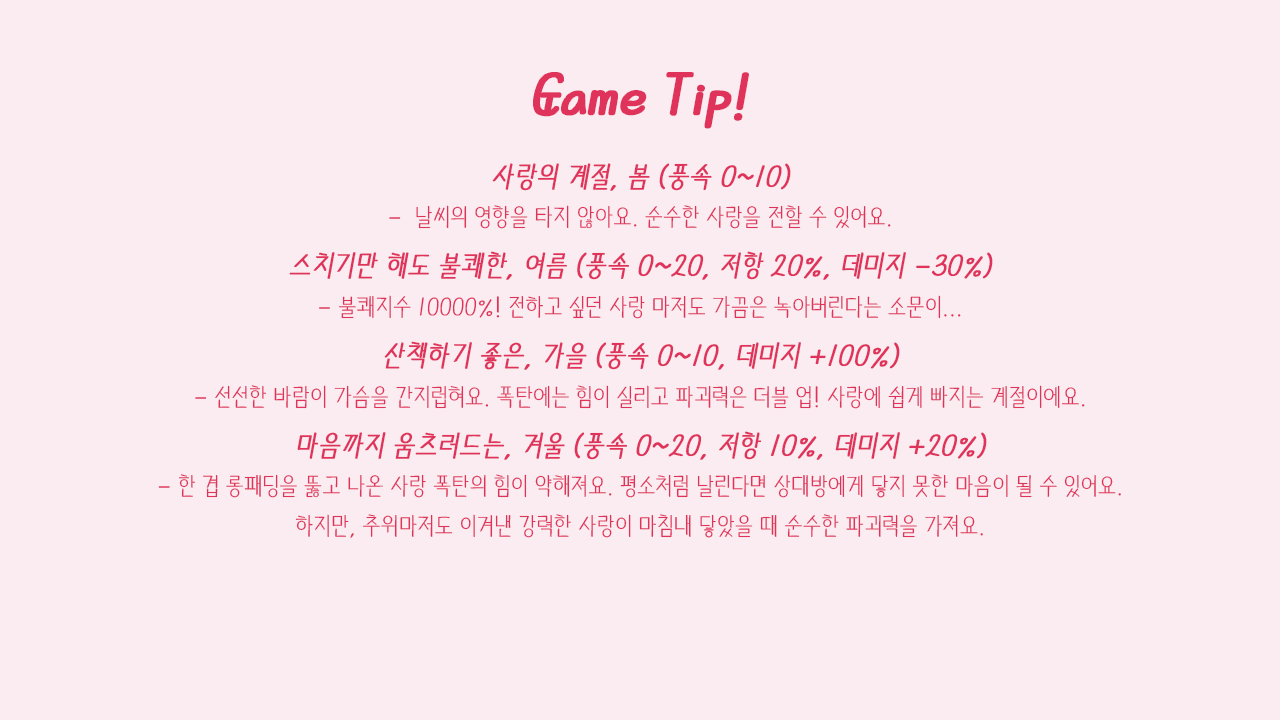 Game Tip!
사랑의 계절, 봄 (풍속 0~10)
- 날씨의 영향을 타지 않아요. 순수한 사랑을 전할 수 있어요.
스치기만 해도 불쾌한, 여름 (풍속 0~20, 저항 20%, 데미지 -30%)
- 불쾌지수 10000%! 전하고 싶던 사랑 마저도 가끔은 녹아버린다는 소문이...
산책하기 좋은, 가을 (풍속 0~10, 데미지 +100%)
- 선선한 바람이 가슴을 간지럽혀요. 폭탄에는 힘이 실리고 파괴력은 더블 업! 사랑에 쉽게 빠지는 계절이에요.
마음까지 움츠러드는, 겨울 (풍속 0~20, 저항 10%, 데미지 +20%)
- 한 겹 롱패딩을 뚫고 나온 사랑 폭탄의 힘이 약해져요. 평소처럼 날린다면 상대방에게 닿지 못한 마음이 될 수 있어요.
하지만, 추위마저도 이겨낸 강력한 사랑이 마침내 닿았을 때 순수한 파괴력을 가져요.